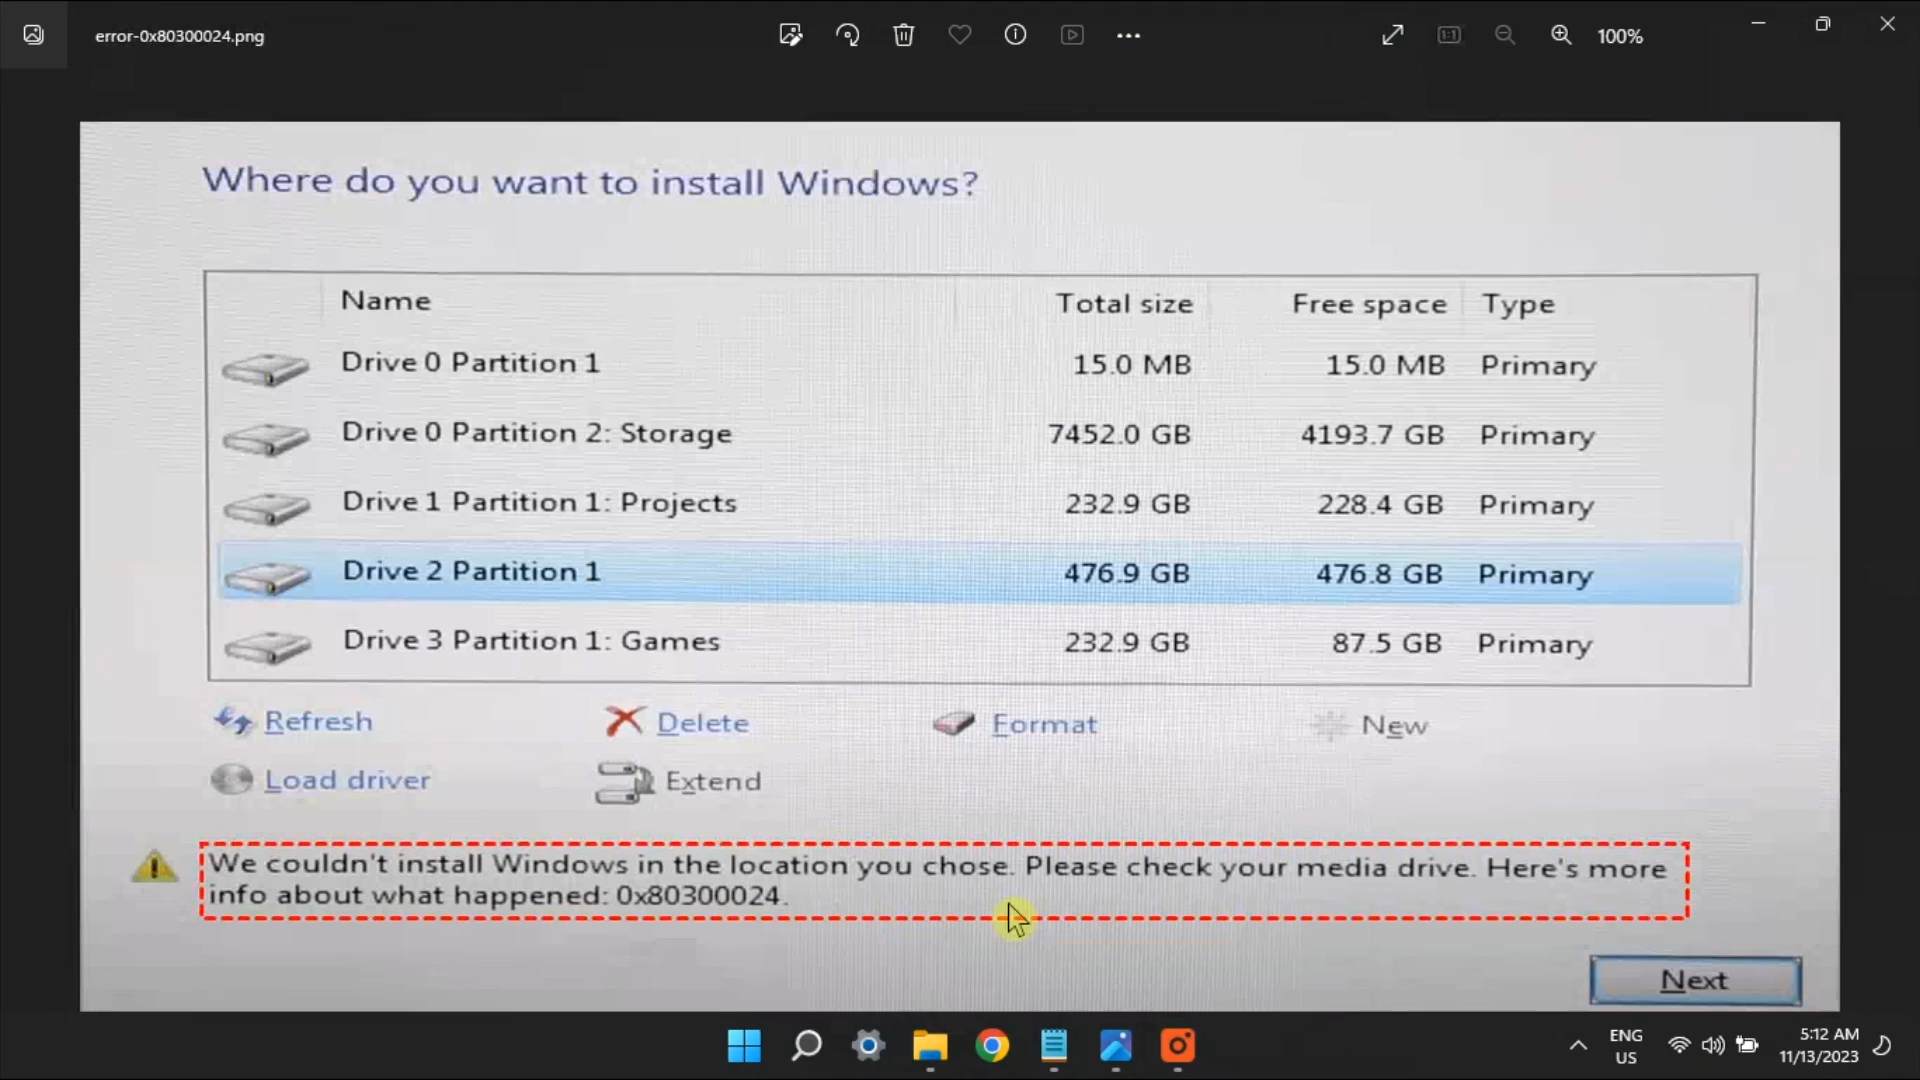 error-0x80300024.png
100%
Where do you want to install Windows?
Name Total size Free space Type
Drive 0 Partition 1 15.0 MB 15.0 MB Primary
Drive 0 Partition 2: Storage 7452.0 GB 4193.7 GB Primary
Drive 1 Partition 1: Projects 232.9 GB 228.4 GB Primary
Drive 2 Partition 1 476.9 GB 476.8 GB Primary
Drive 3 Partition 1: Games 232.9 GB 87.5 GB Primary
Refresh Delete Format New
Load driver Extend
We couldn't install Windows in the location you chose. Please check your media drive. Here's more
info about what happened: 0x80300024.
Next
ENG 5:12 AM
US 11/13/2023